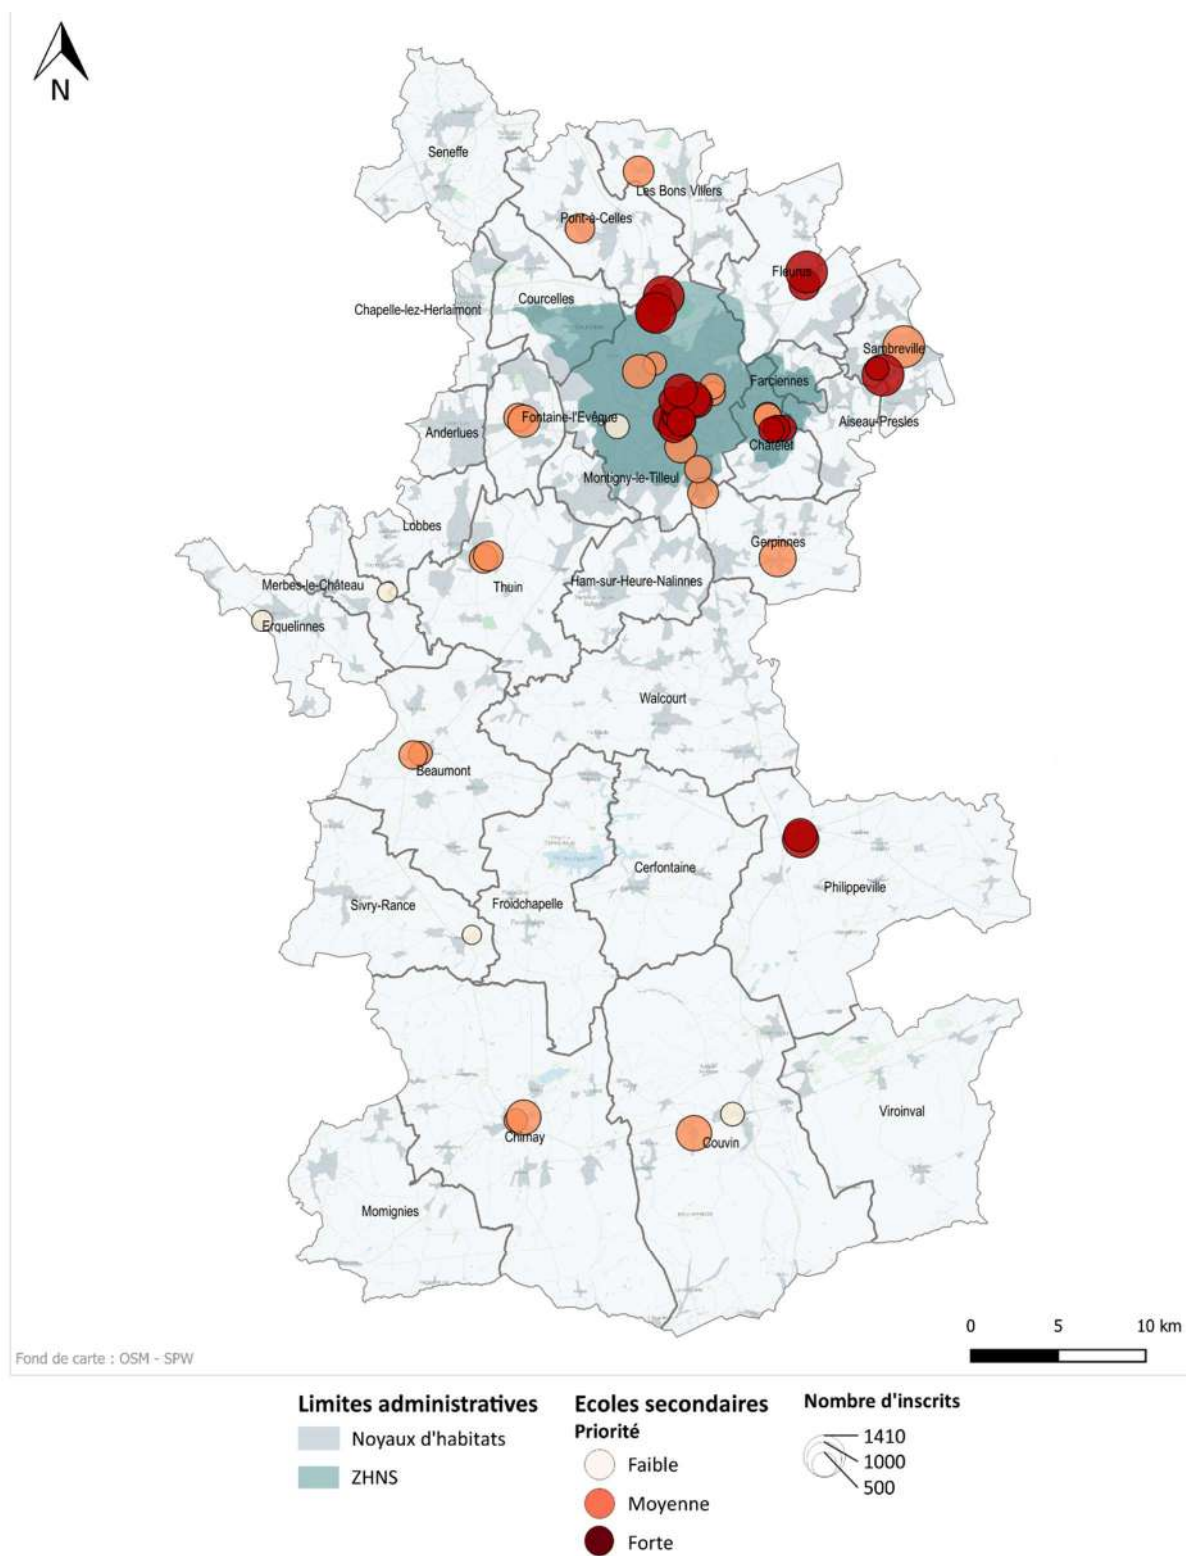 N
Seneffe
Les Bons Villers
Pont-à-Celles
Fleurus
Courcelles
Chapelle-lez-Herlaimont
Sambreville
Farciennes
Aiseau-Presles
Fontaine-l'Evêque
Anderlues
Châtelet
Montigny-le-Tilleul
Lobbes
Gerpinnes
Merbes-le-Château
Thuin
Ham-sur-Heure-Nalinnes
Erquelinnes
Walcourt
Beaumont
Cerfontaine
Philippeville
Sivry-Rance
Froidchapelle
Viroinval
Chimay
Couvin
Momignies
0 5 10 km
Fond de carte : OSM - SPW
Limites administratives
Noyaux d'habitats
ZHNS
Ecoles secondaires
Priorité
Faible
Moyenne
Forte
Nombre d'inscrits
1410
1000
500